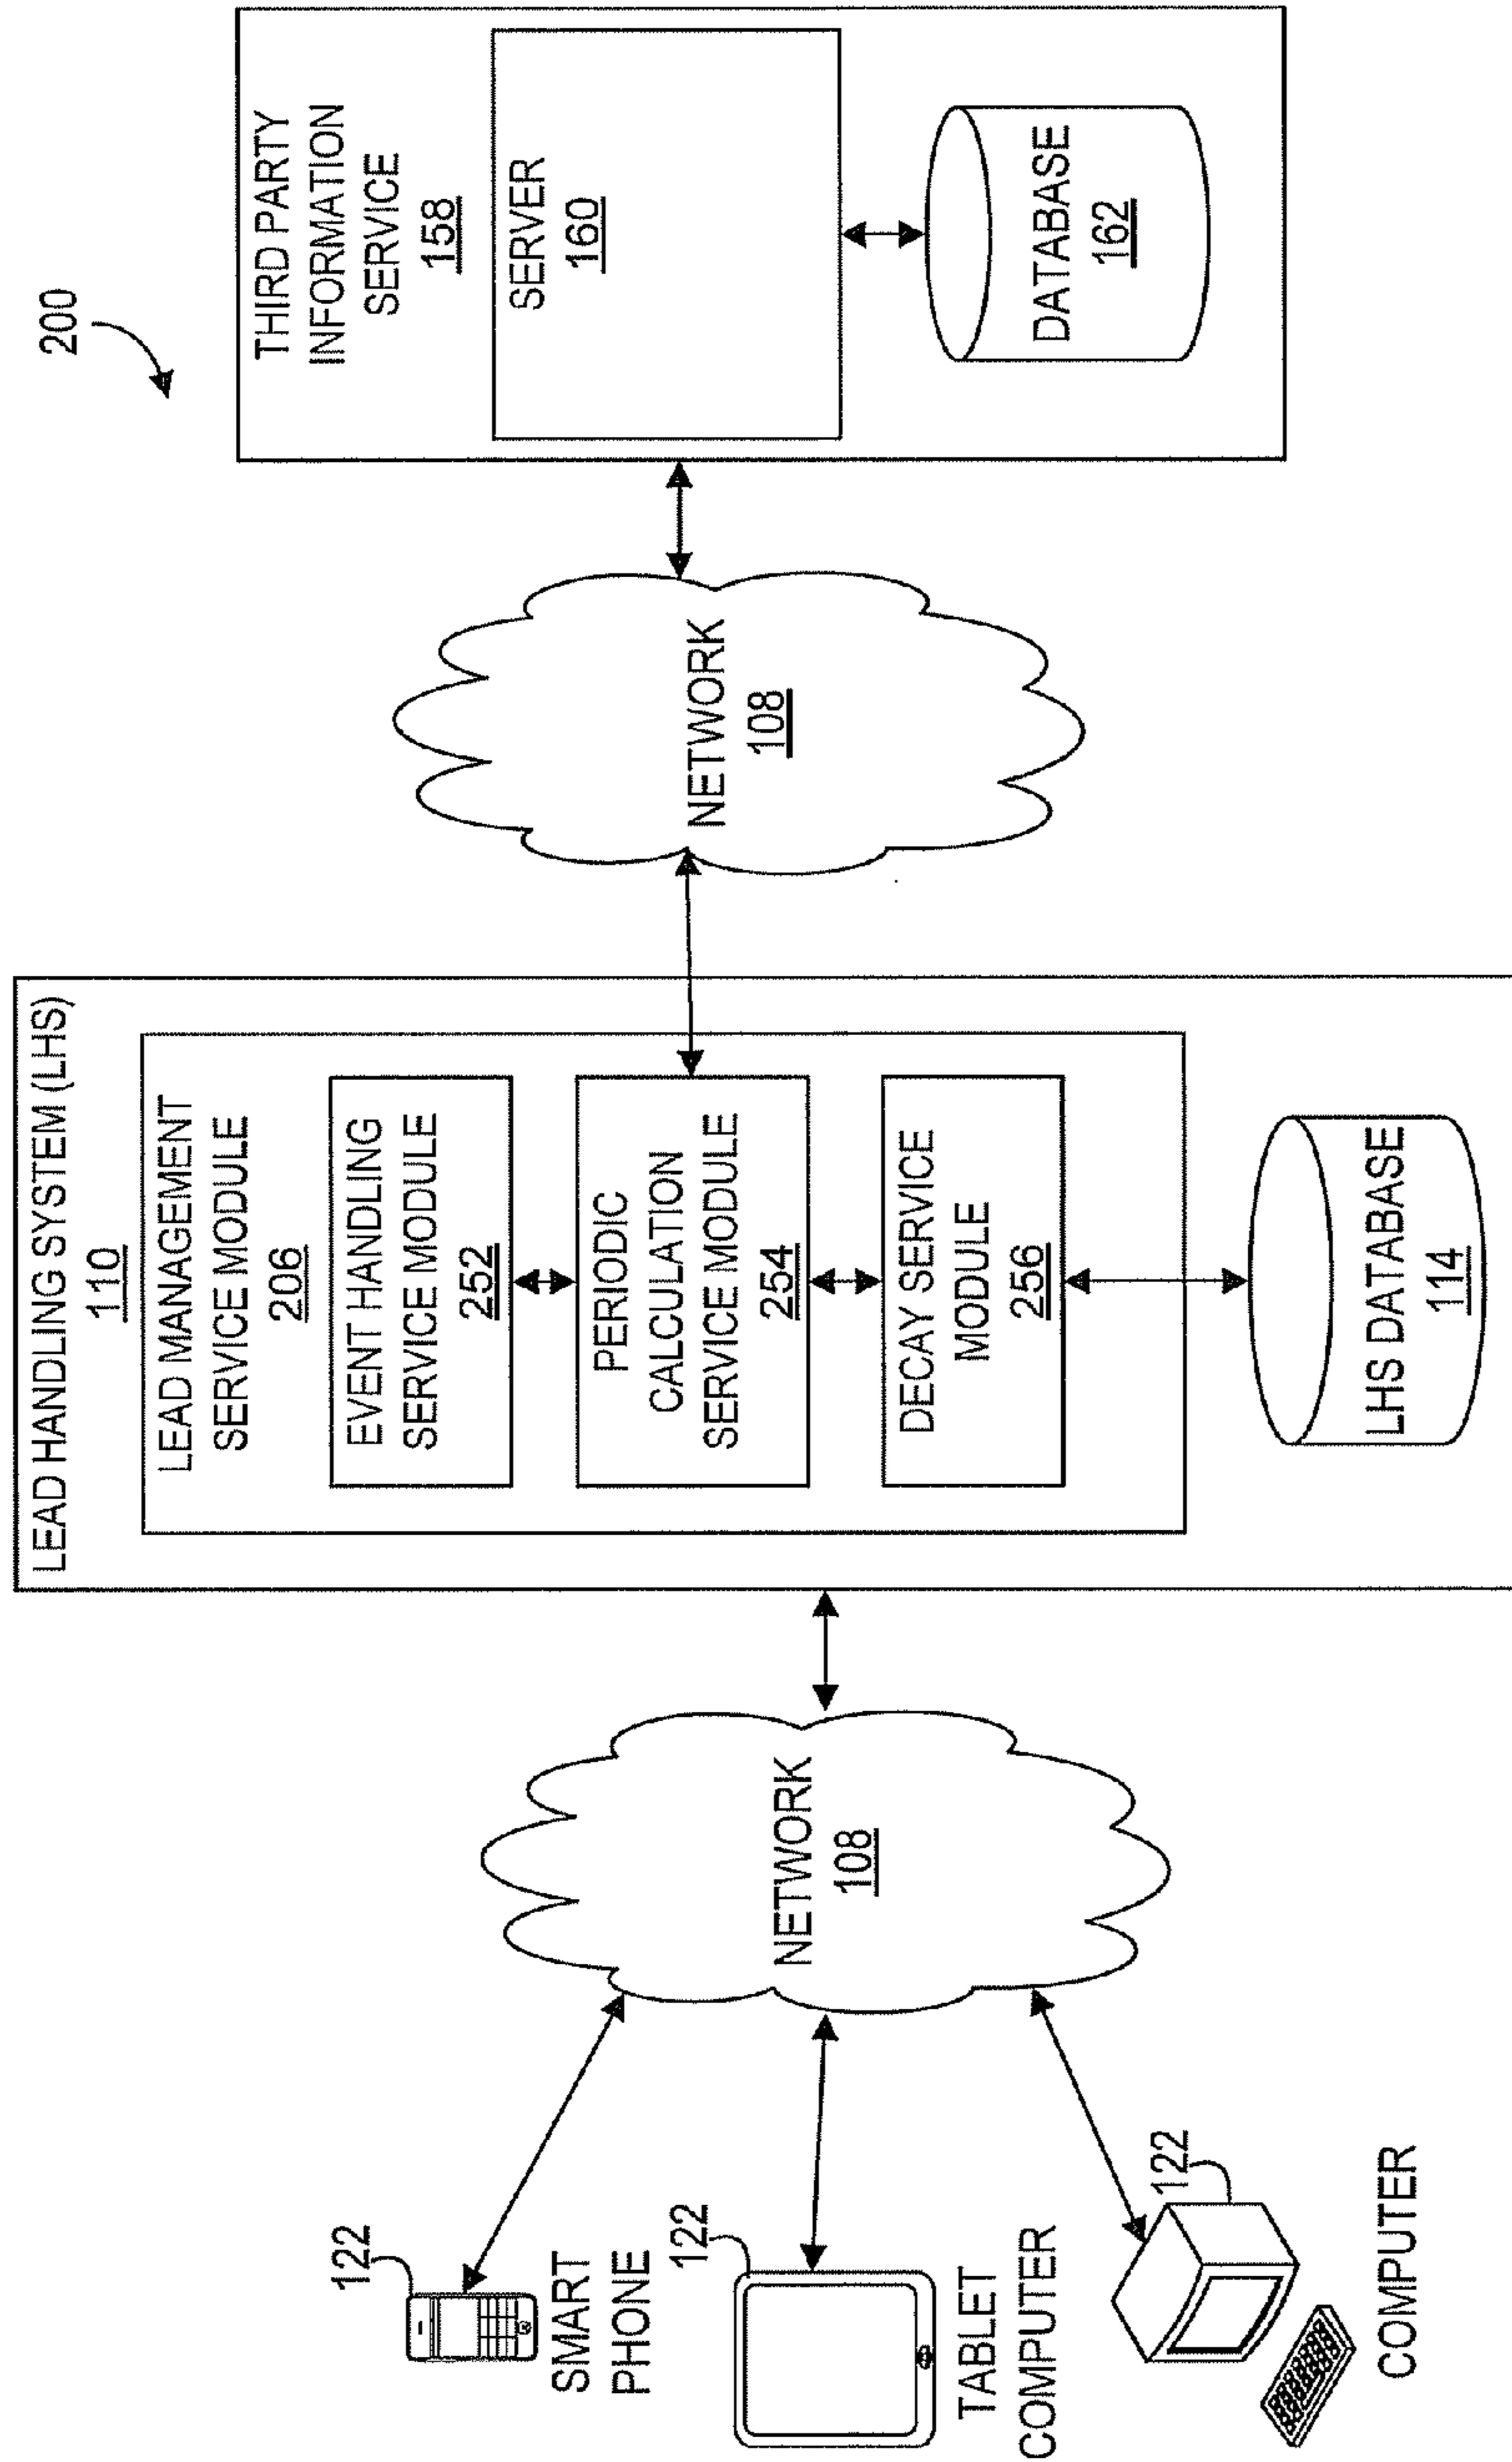 200
122
SMART
PHONE
122
TABLET
COMPUTER
122
COMPUTER
NETWORK
108
LEAD HANDLING SYSTEM (LHS)
110
LEAD MANAGEMENT
SERVICE MODULE
206
EVENT HANDLING
SERVICE MODULE
252
PERIODIC
CALCULATION
SERVICE MODULE
254
DECAY SERVICE
MODULE
256
LHS DATABASE
114
NETWORK
108
THIRD PARTY
INFORMATION
SERVICE
158
SERVER
160
DATABASE
162